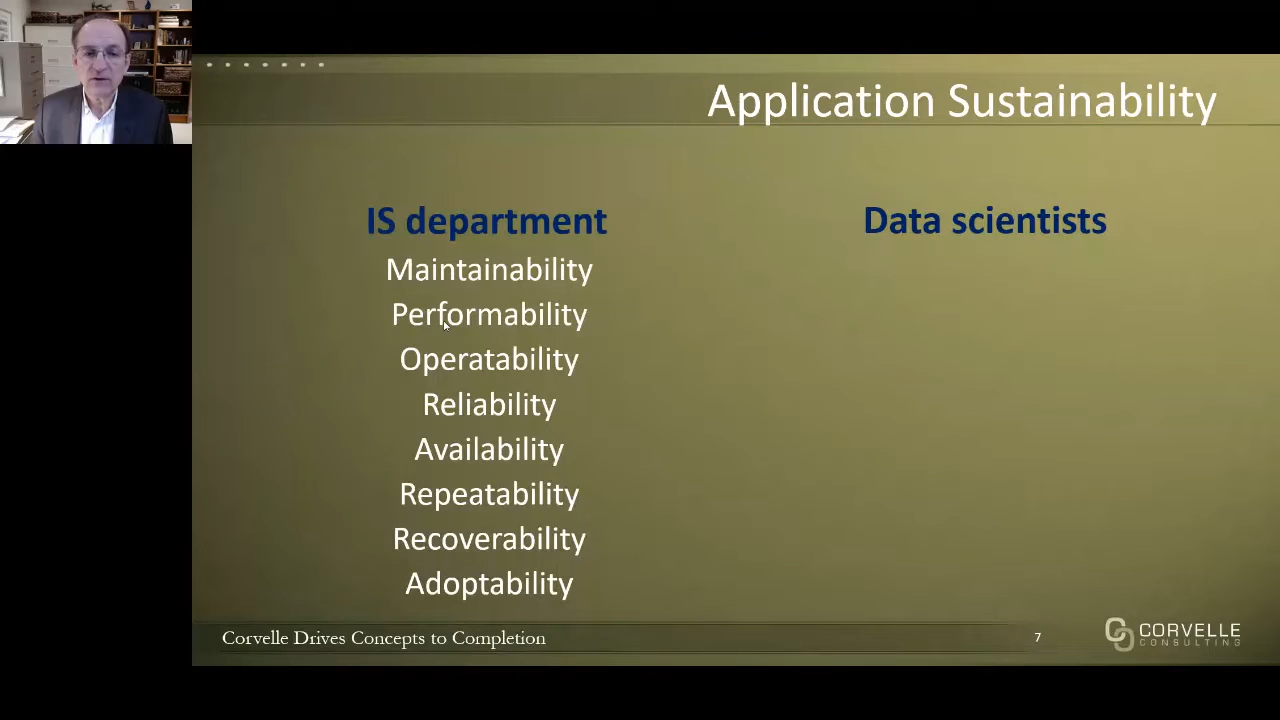 Application Sustainability
IS department
Maintainability
Performability
Operatability
Reliability
Availability
Repeatability
Recoverability
Adoptability
Data scientists
Corvelle Drives Concepts to Completion
7
CORVELLE
CONSULTING